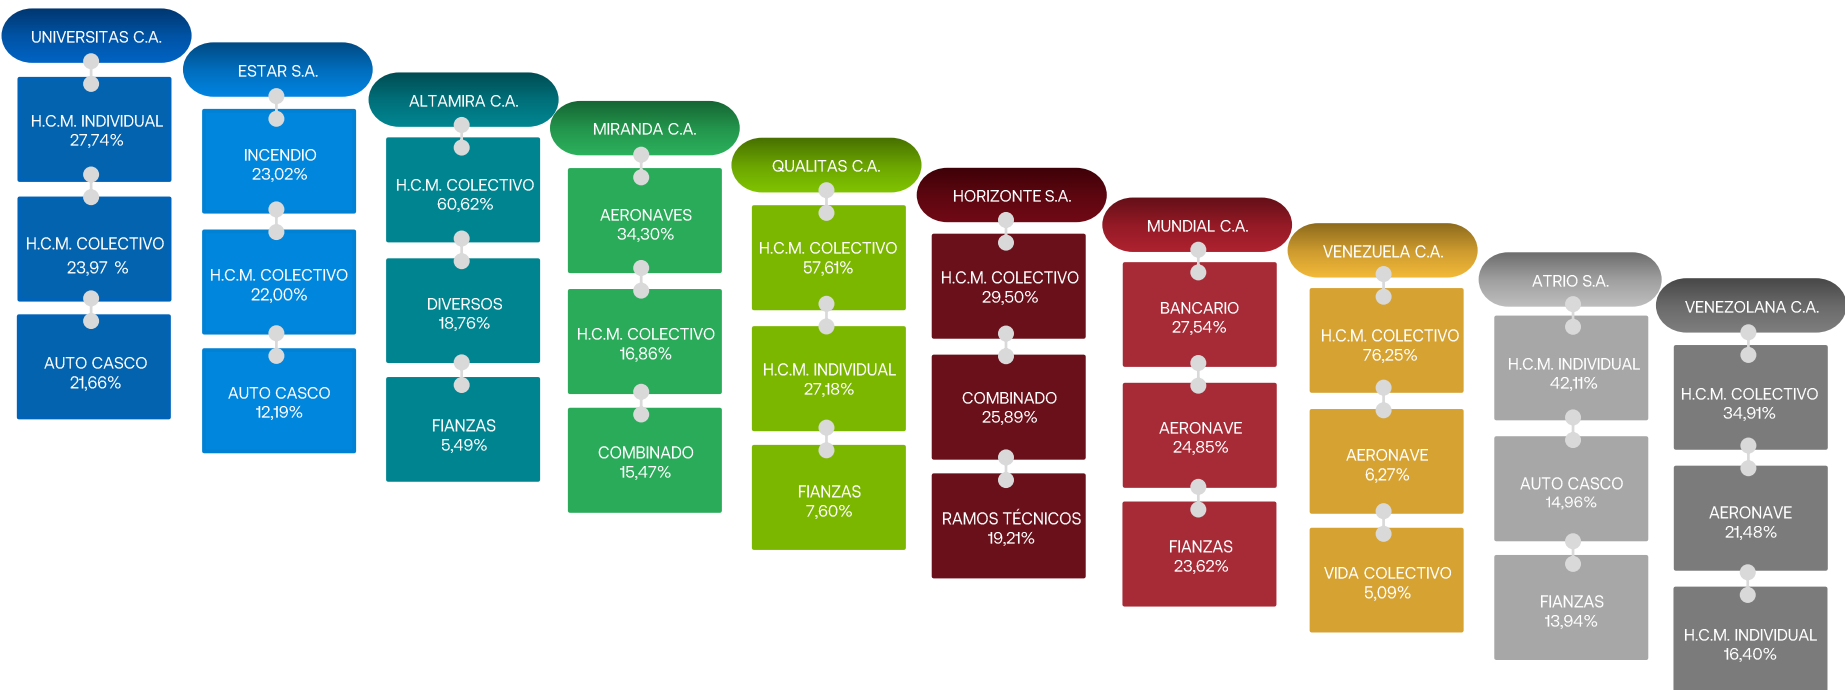 UNIVERSITAS C.A.
H.C.M. INDIVIDUAL
27,74%
H.C.M. COLECTIVO
23,97 %
AUTO CASCO
21,66%
ESTAR S.A.
INCENDIO
23,02%
H.C.M. COLECTIVO
22,00%
AUTO CASCO
12,19%
ALTAMIRA C.A.
H.C.M. COLECTIVO
60,62%
DIVERSOS
18,76%
FIANZAS
5,49%
MIRANDA C.A.
AERONAVES
34,30%
H.C.M. COLECTIVO
16,86%
COMBINADO
15,47%
QUALITAS C.A.
H.C.M. COLECTIVO
57,61%
H.C.M. INDIVIDUAL
27,18%
FIANZAS
7,60%
HORIZONTE S.A.
H.C.M. COLECTIVO
29,50%
COMBINADO
25,89%
RAMOS TÉCNICOS
19,21%
MUNDIAL C.A.
BANCARIO
27,54%
AERONAVE
24,85%
FIANZAS
23,62%
VENEZUELA C.A.
H.C.M. COLECTIVO
76,25%
AERONAVE
6,27%
VIDA COLECTIVO
5,09%
ATRIO S.A.
H.C.M. INDIVIDUAL
42,11%
AUTO CASCO
14,96%
FIANZAS
13,94%
VENEZOLANA C.A.
H.C.M. COLECTIVO
34,91%
AERONAVE
21,48%
H.C.M. INDIVIDUAL
16,40%